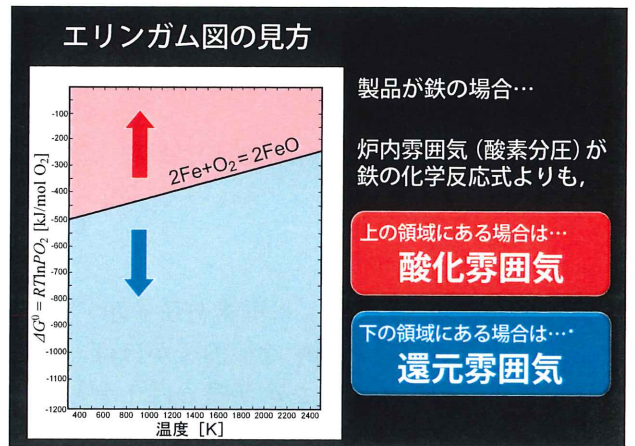 エリンガム図の見方
製品が鉄の場合…
炉内雰囲気(酸素分圧)が
鉄の化学反応式よりも,
上の領域にある場合は…
酸化雰囲気
下の領域にある場合は…・
還元雰囲気
ΔG⁰ = RTlnPO₂ [kJ/mol O₂]
-100
-200
-300
-400
-500
-600
-700
-800
-900
-1000
-1100
-1200
2Fe+O₂=2FeO
400 600 800 1000 1200 1400 1600 1800 2000 2200 2400
温度 [K]